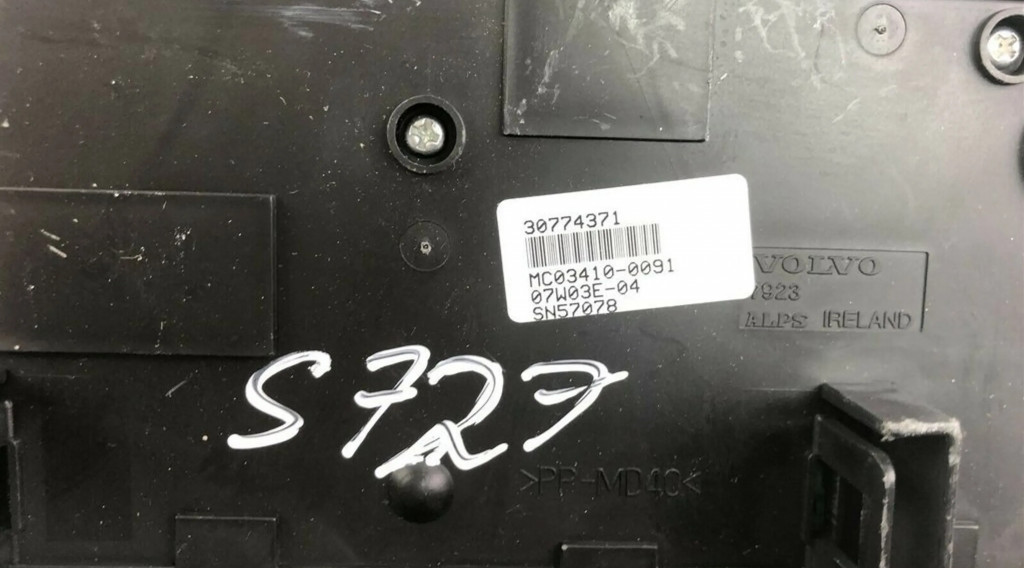 30774371
MC03410-0091
07W03E-04
SN57078
VOLVO
7923
ALPS IRELAND
S727
>PP-MD40<